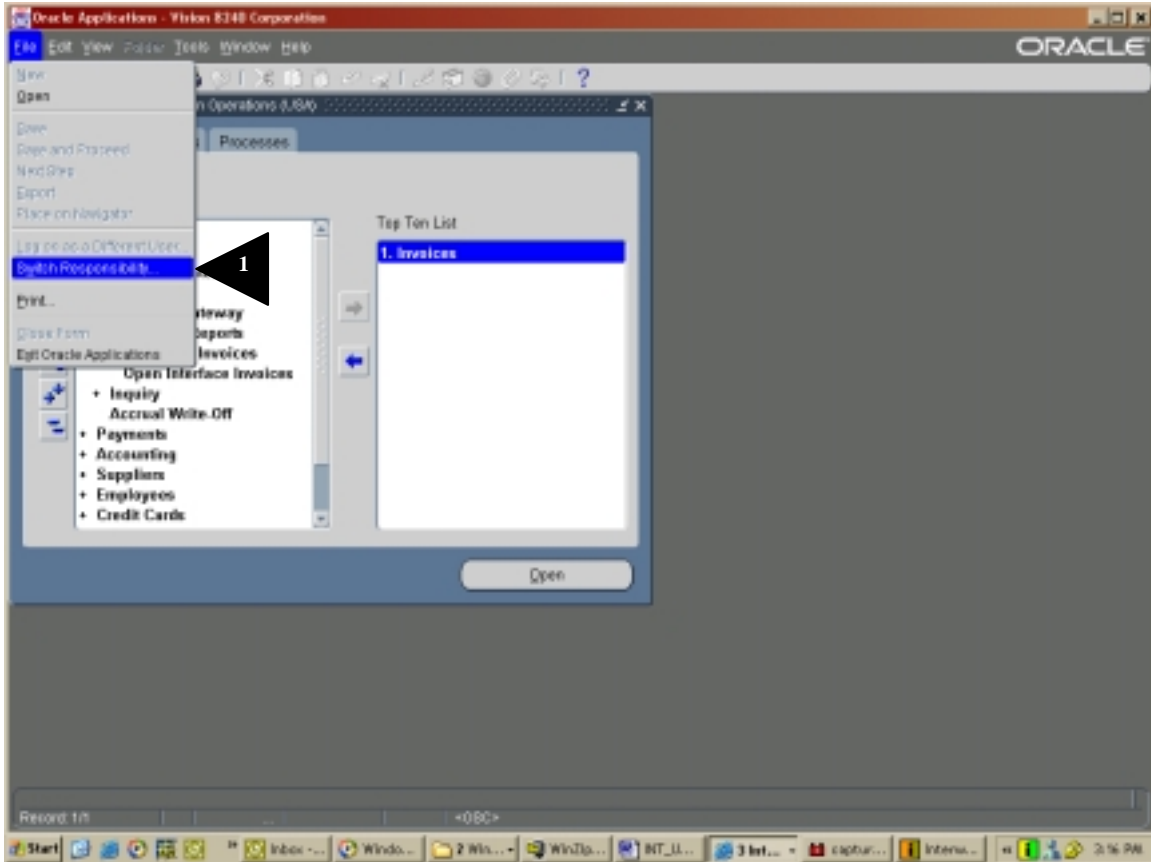 Oracle Applications - Vision 8240 Corporation
File Edit View Folder Tools Window Help
ORACLE
New
Open
Save
Save and Proceed
Next Step
Export
Place on Navigator
Log on as a Different User...
Switch Responsibility...
Print...
Close Form
Exit Oracle Applications
1
n Operations (USA)
Processes
Top Ten List
1. Invoices
teway
Reports
Invoices
Open Interface Invoices
+ Inquiry
Accrual Write-Off
+ Payments
+ Accounting
+ Suppliers
+ Employees
+ Credit Cards
Open
Record: 1/1
...
<OSC>
Start
Inbox -...
Windo...
2 Win...
WinZip...
INT_U...
3 Int...
captur...
3:16 PM